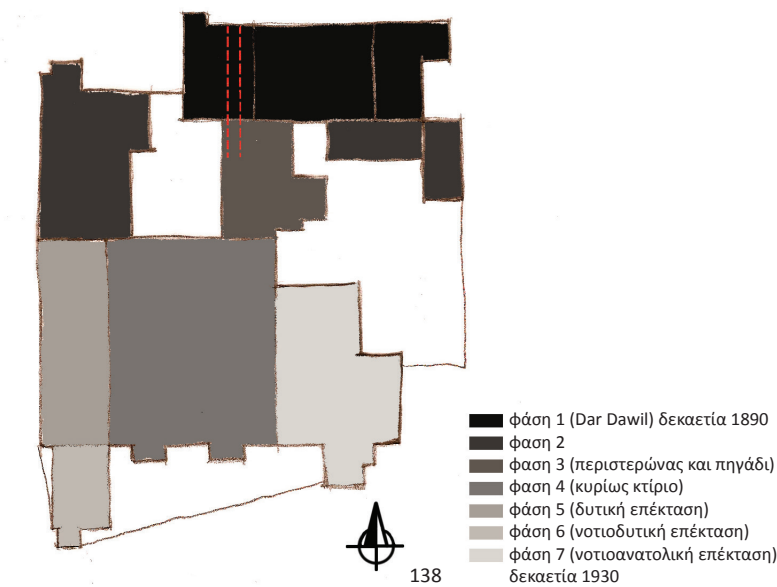 φάση 1 (Dar Dawil) δεκαετία 1890
φαση 2
φαση 3 (περιστερώνας και πηγάδι)
φαση 4 (κυρίως κτίριο)
φάση 5 (δυτική επέκταση)
φάση 6 (νοτιοδυτική επέκταση)
φάση 7 (νοτιοανατολική επέκταση)
δεκαετία 1930
138